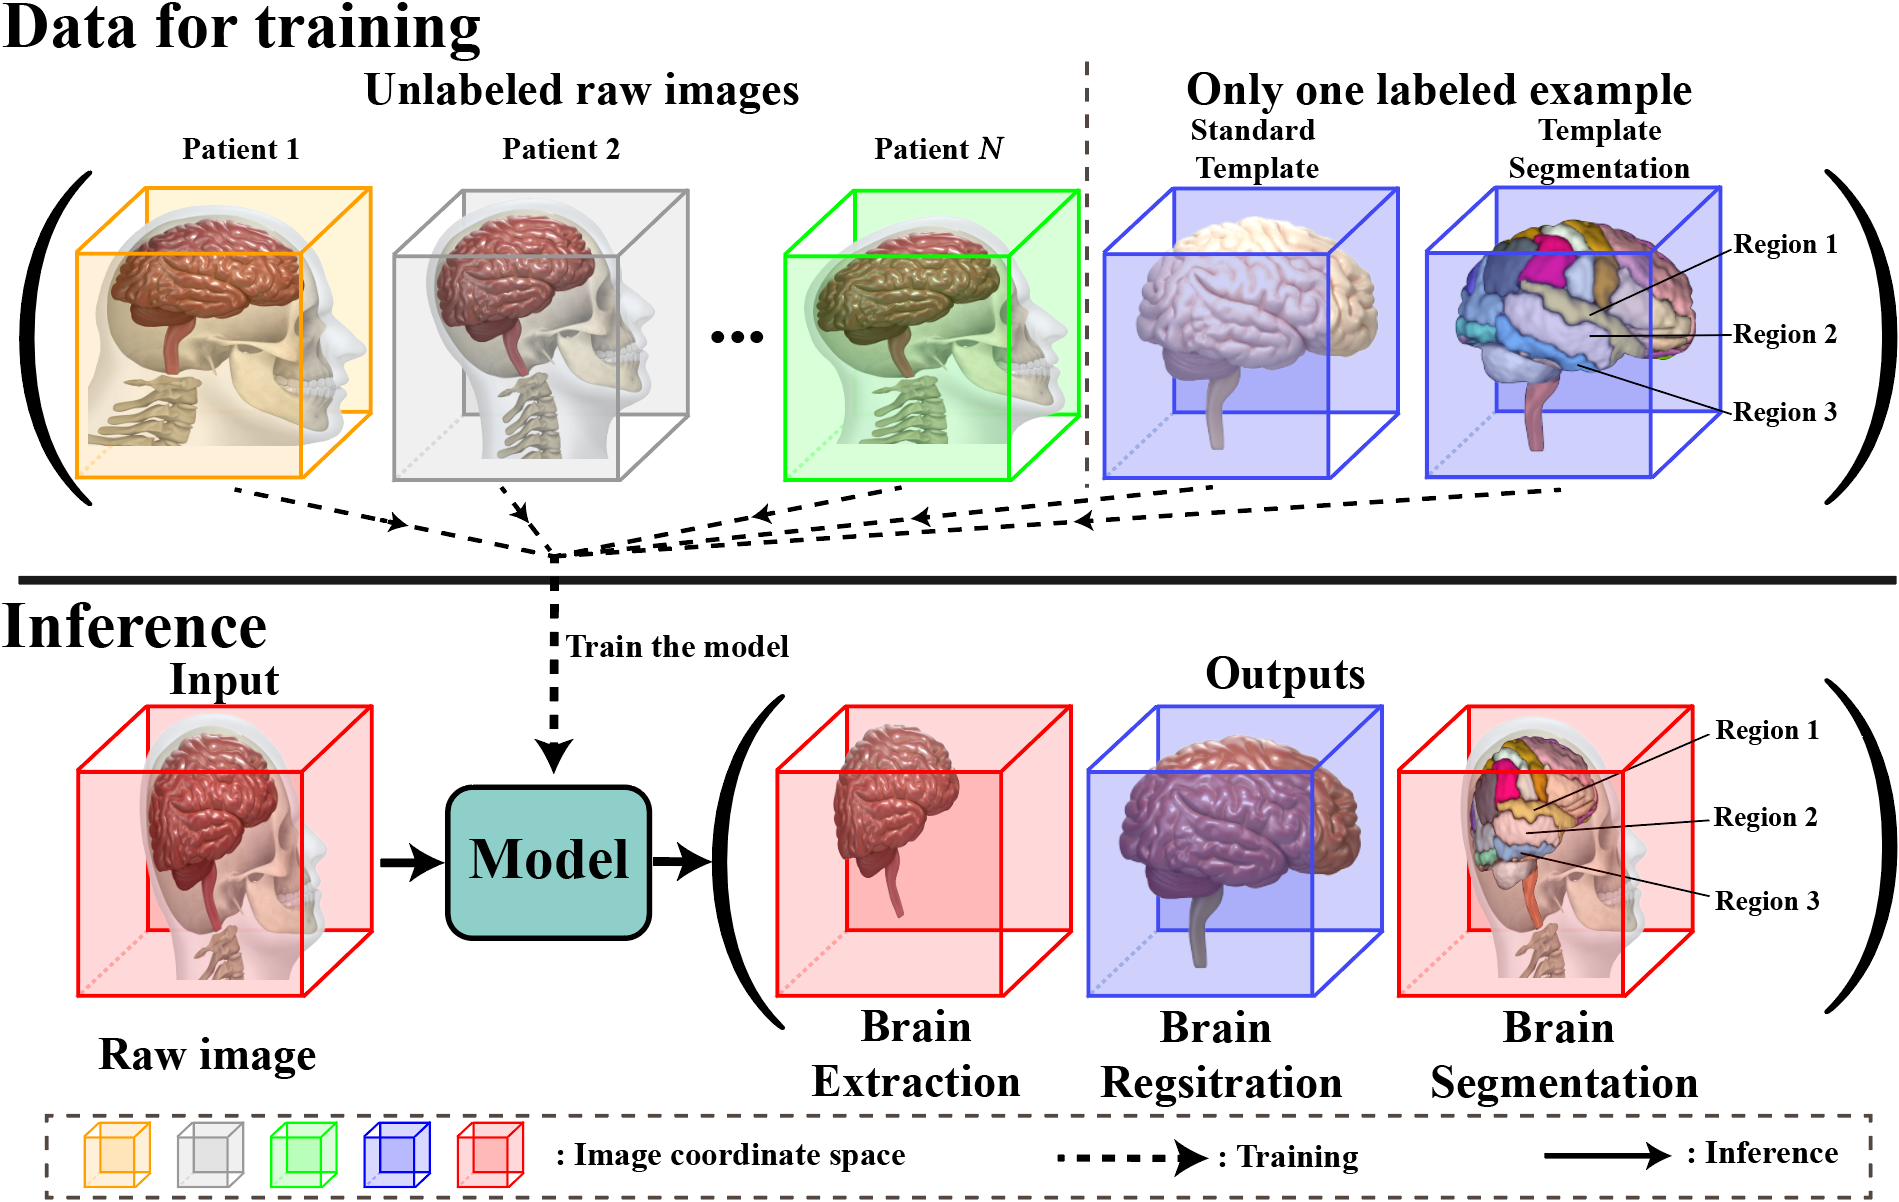 Data for training
Unlabeled raw images
Only one labeled example
Patient 1
Patient 2
Patient N
Standard
Template
Template
Segmentation
Region 1
Region 2
Region 3
Inference
Train the model
Input
Outputs
Model
Region 1
Region 2
Region 3
Raw image
Brain
Extraction
Brain
Regsitration
Brain
Segmentation
: Image coordinate space
: Training
: Inference